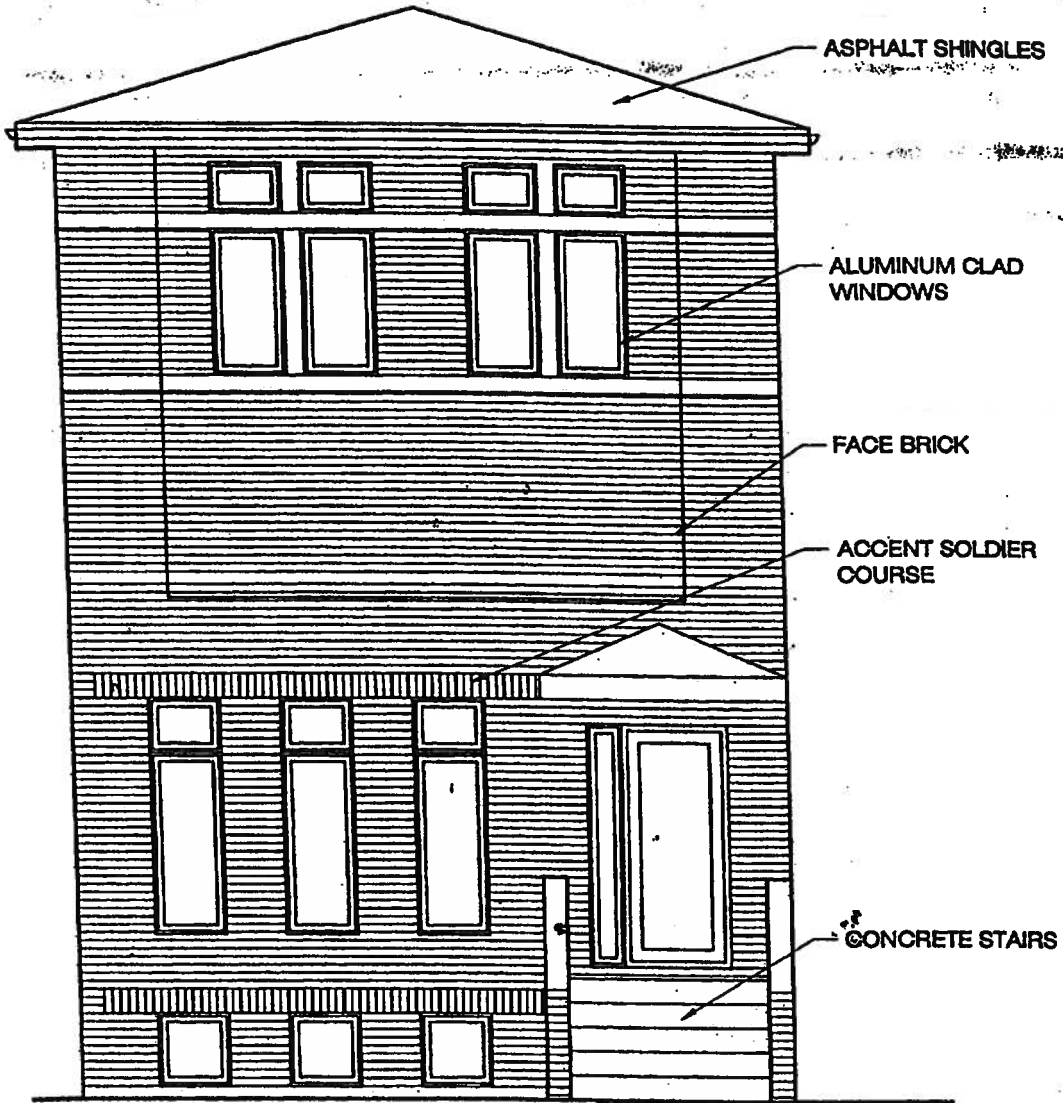 ASPHALT SHINGLES
ALUMINUM CLAD
WINDOWS
FACE BRICK
ACCENT SOLDIER
COURSE
CONCRETE STAIRS